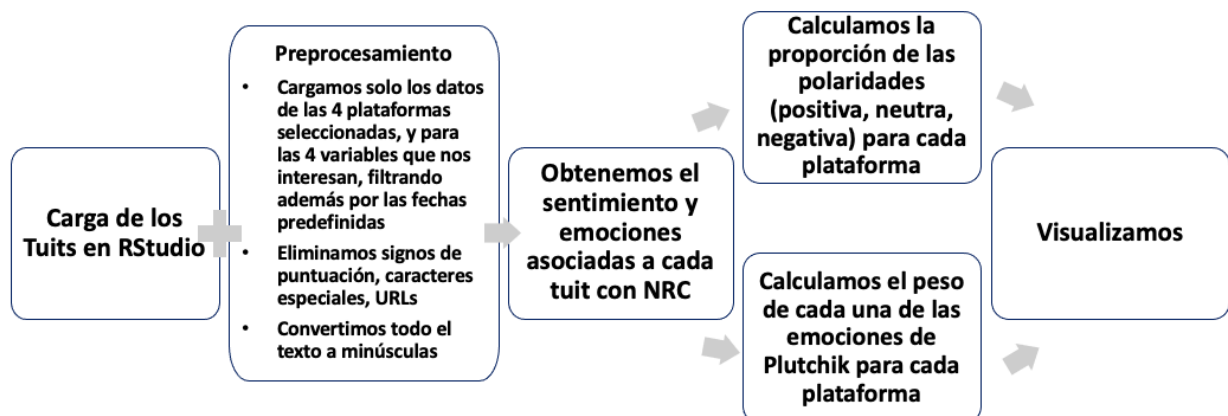 Carga de los
Tuits en RStudio
Preprocesamiento
• Cargamos solo los datos
de las 4 plataformas
seleccionadas, y para
las 4 variables que nos
interesan, filtrando
además por las fechas
predefinidas
• Eliminamos signos de
puntuación, caracteres
especiales, URLs
• Convertimos todo el
texto a minúsculas
Obtenemos el
sentimiento y
emociones
asociadas a cada
tuit con NRC
Calculamos la
proporción de las
polaridades
(positiva, neutra,
negativa) para cada
plataforma
Calculamos el peso
de cada una de las
emociones de
Plutchik para cada
plataforma
Visualizamos